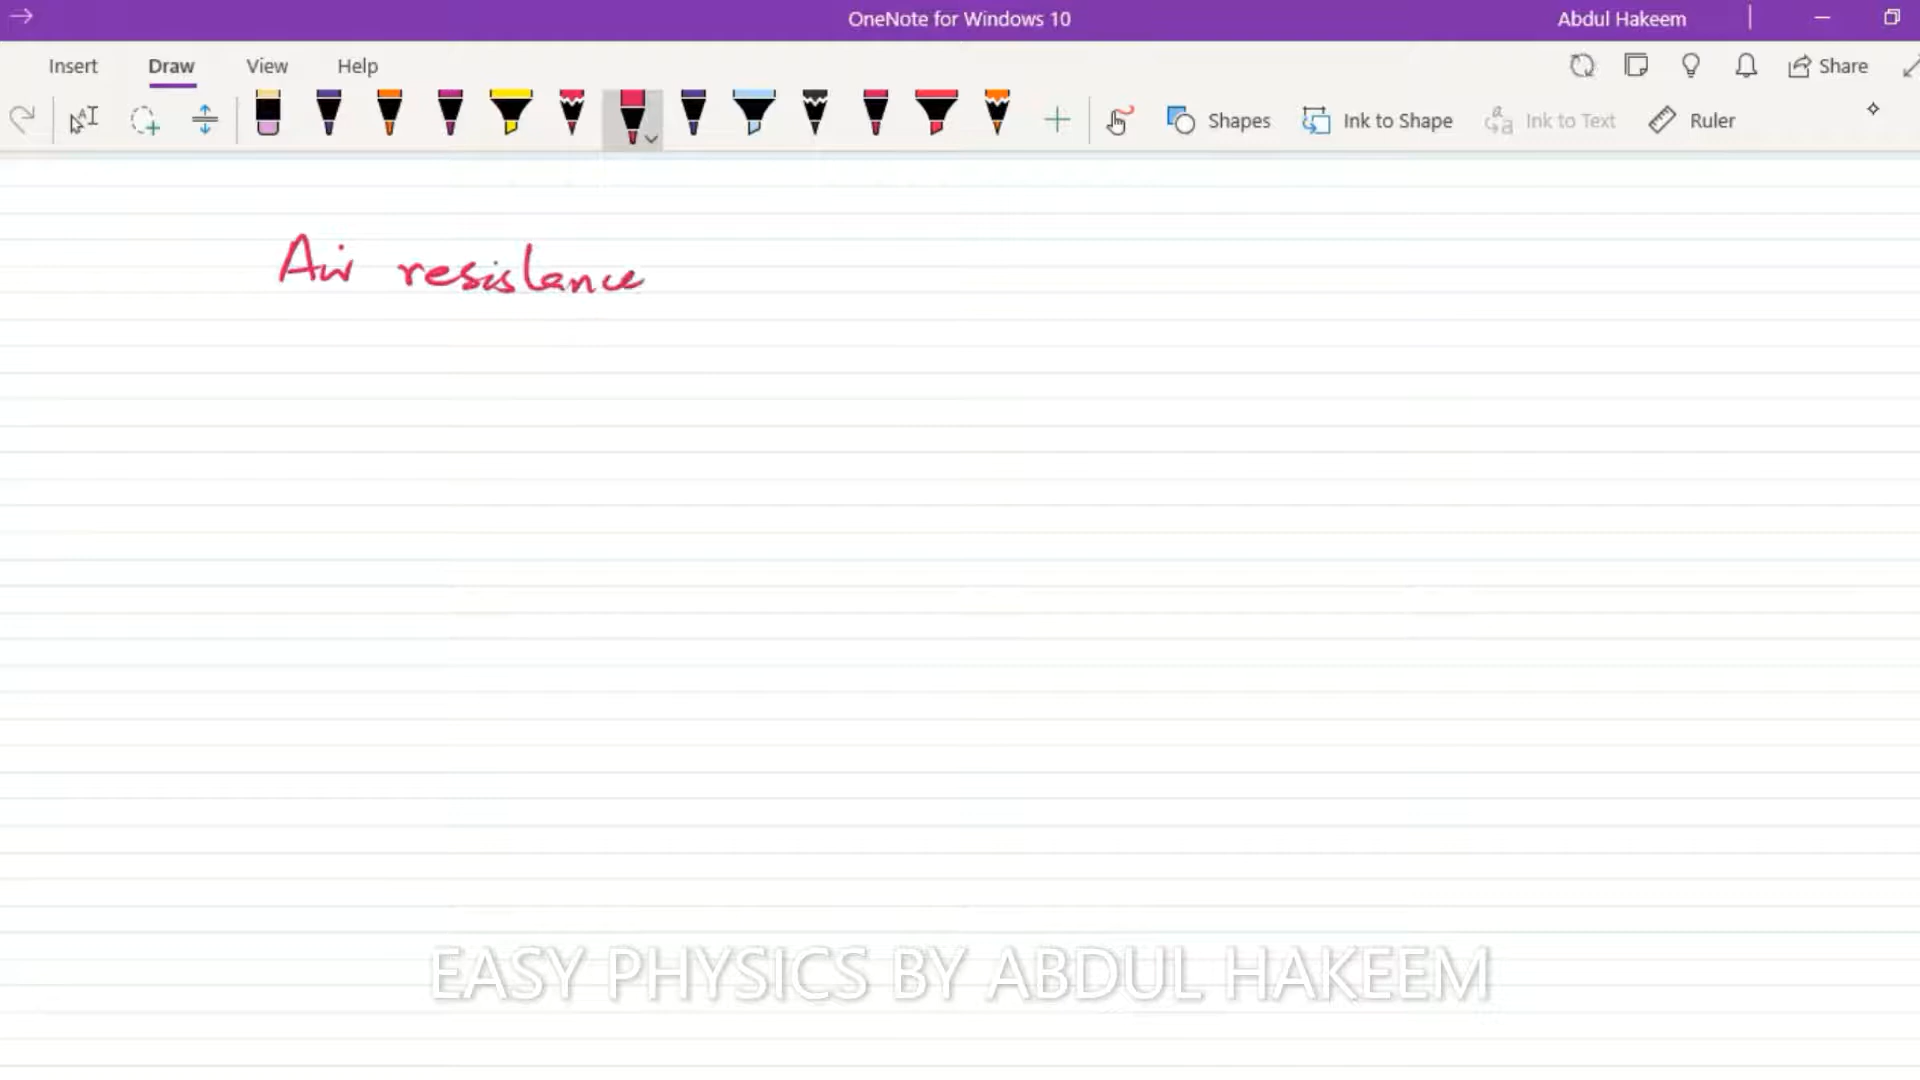 OneNote for Windows 10
Abdul Hakeem
Insert Draw View Help
Share
Shapes Ink to Shape Ink to Text Ruler
Air resistance
EASY PHYSICS BY ABDUL HAKEEM